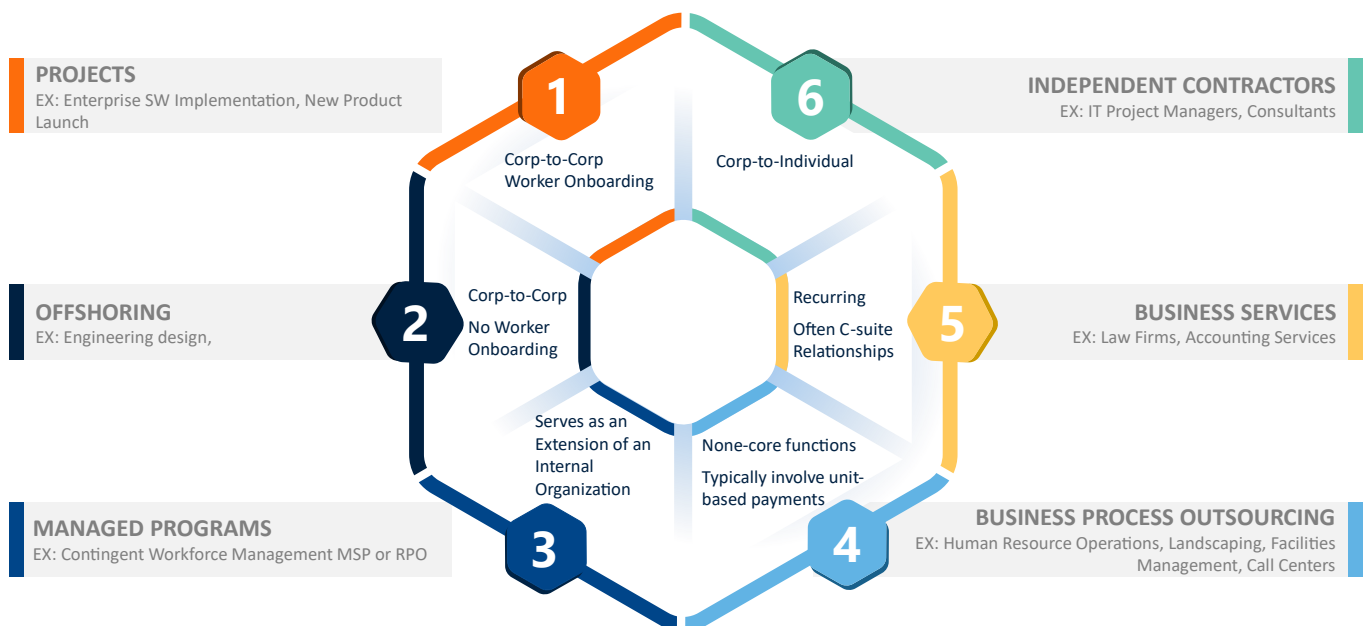 PROJECTS
EX: Enterprise SW Implementation, New Product
Launch
1
Corp-to-Corp
Worker Onboarding
6
Corp-to-Individual
INDEPENDENT CONTRACTORS
EX: IT Project Managers, Consultants
OFFSHORING
EX: Engineering design,
2
Corp-to-Corp
No Worker
Onboarding
Recurring
Often C-suite
Relationships
5
BUSINESS SERVICES
EX: Law Firms, Accounting Services
MANAGED PROGRAMS
EX: Contingent Workforce Management MSP or RPO
3
Serves as an
Extension of an
Internal
Organization
None-core functions
Typically involve unit-
based payments
4
BUSINESS PROCESS OUTSOURCING
EX: Human Resource Operations, Landscaping, Facilities
Management, Call Centers